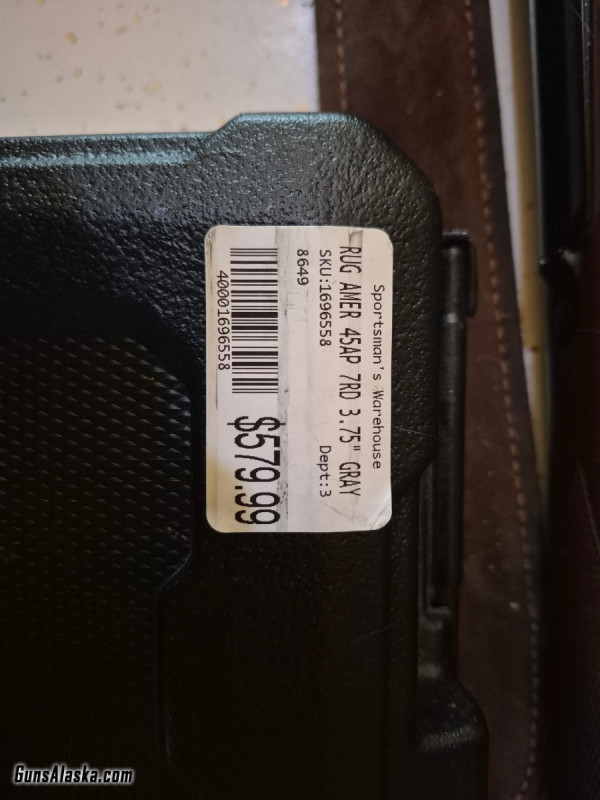 Sportsman's Warehouse
RUG AMER 45AP 7RD 3.75" GRAY
SKU:1696558 Dept:3
8649
40001696558
$579.99
GunsAlaska.com